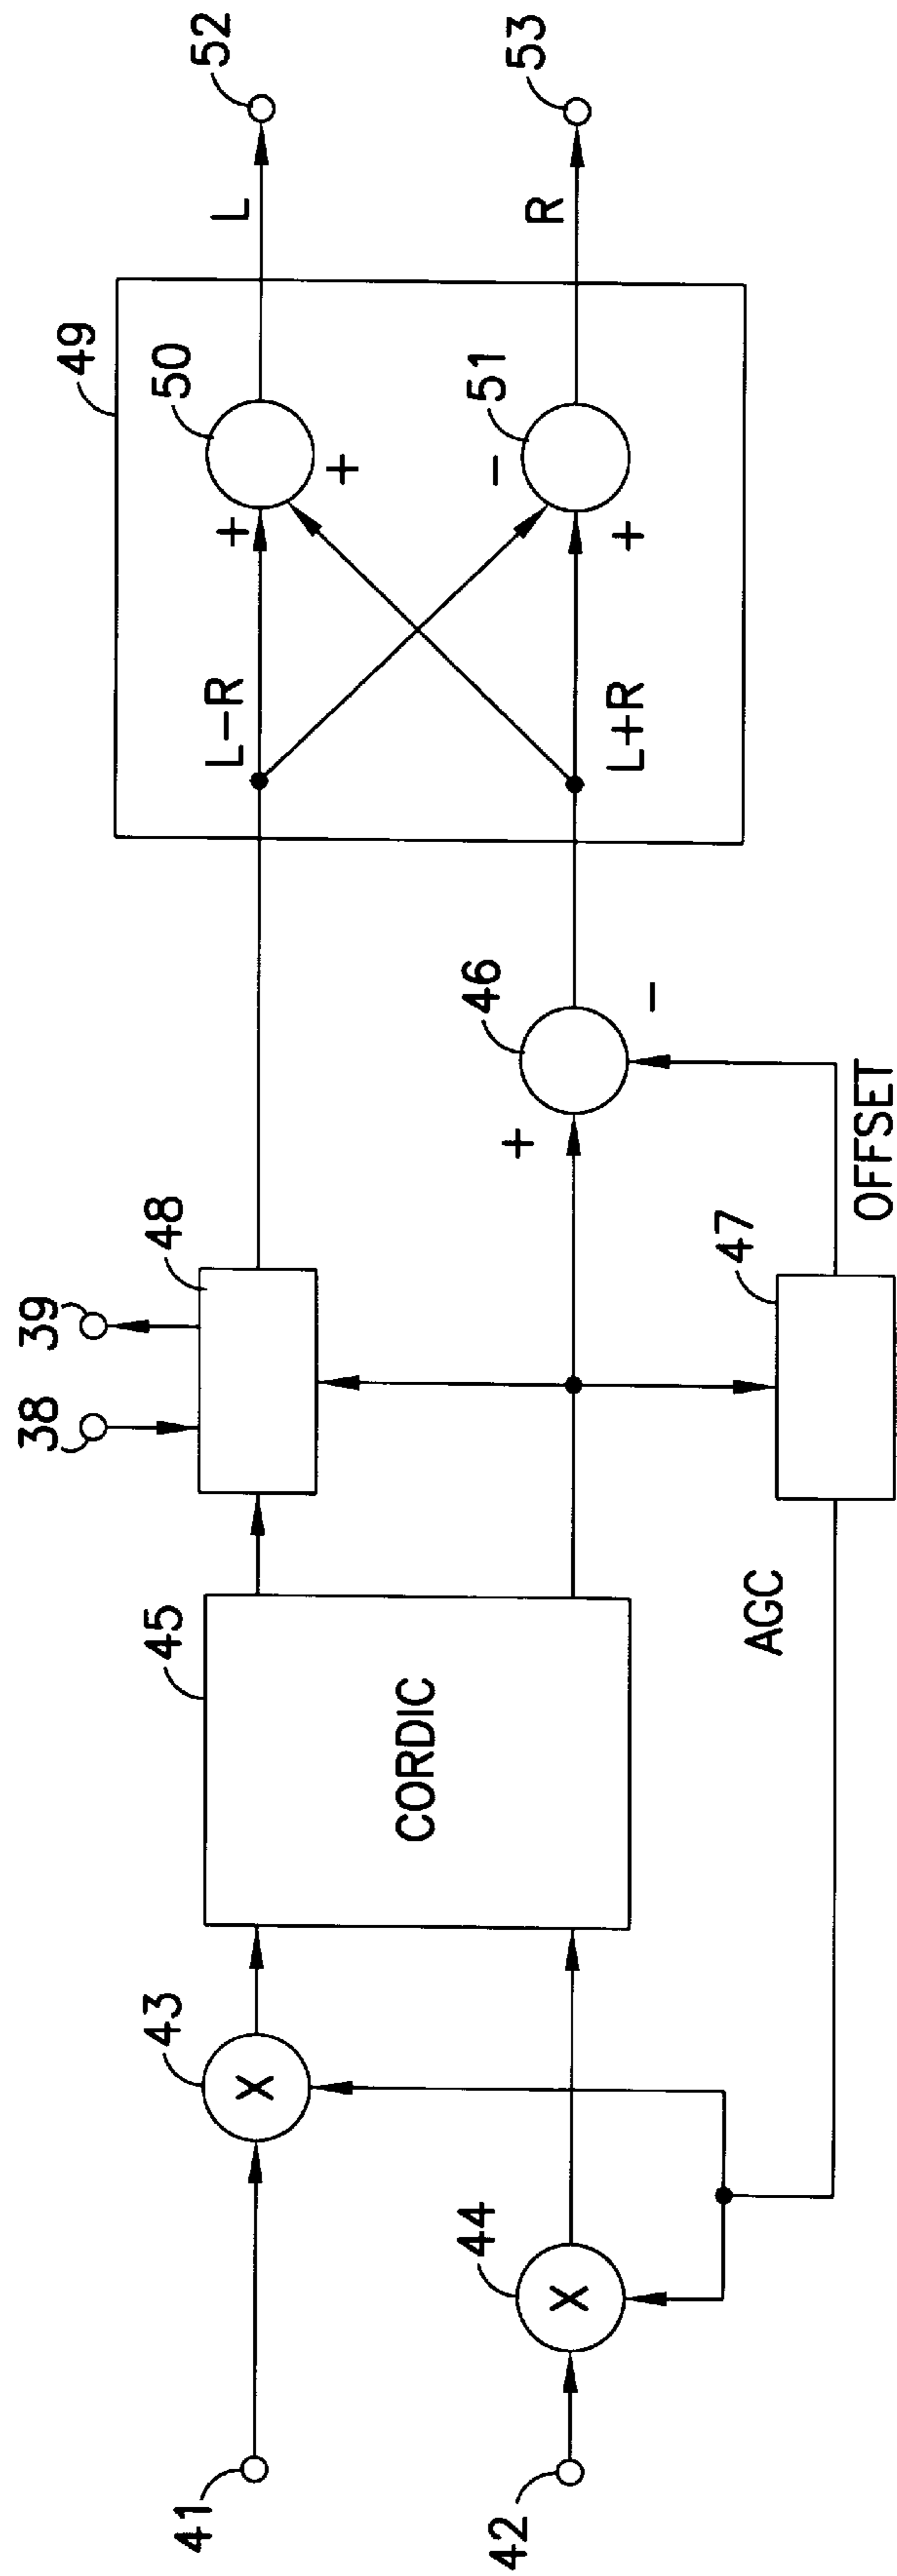 38
39
52
49
50
48
45
43
41
L
L-R
+
+
-
+
51
53
R
L+R
46
+
-
CORDIC
X
44
X
42
47
AGC
OFFSET